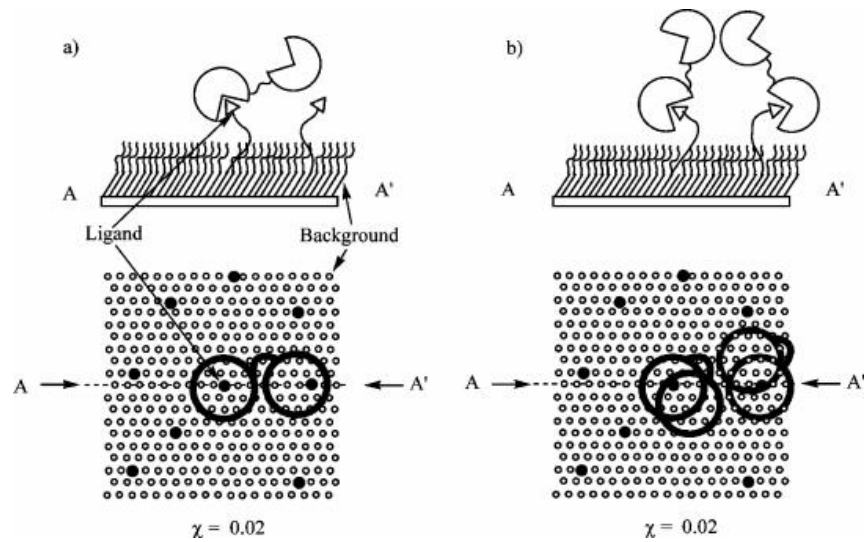 a)
b)
A
A'
A
A'
Ligand
Background
A
A'
A
A'
χ = 0.02
χ = 0.02